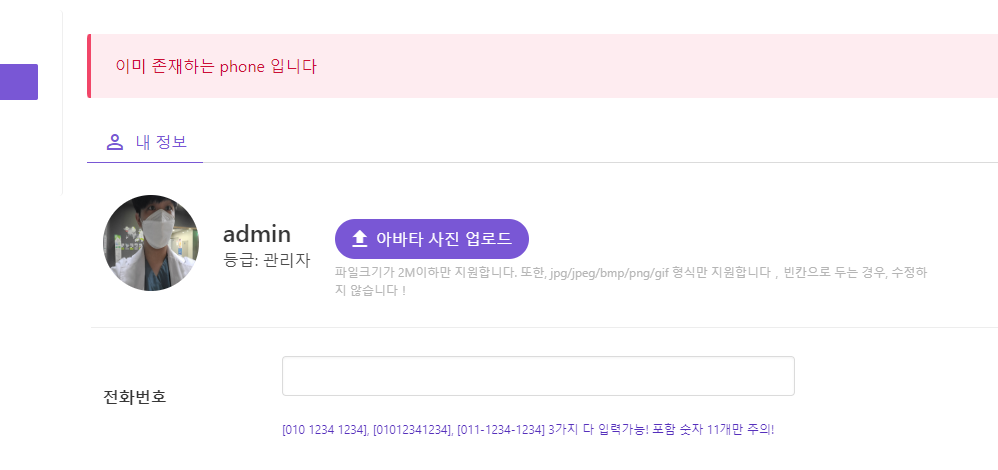 이미 존재하는 phone 입니다
내 정보
admin
등급: 관리자
아바타 사진 업로드
파일크기가 2M이하만 지원합니다. 또한, jpg/jpeg/bmp/png/gif 형식만 지원합니다 , 빈칸으로 두는 경우, 수정하
지 않습니다 !
전화번호
[010 1234 1234], [01012341234], [011-1234-1234] 3가지 다 입력가능! 포함 숫자 11개만 주의!